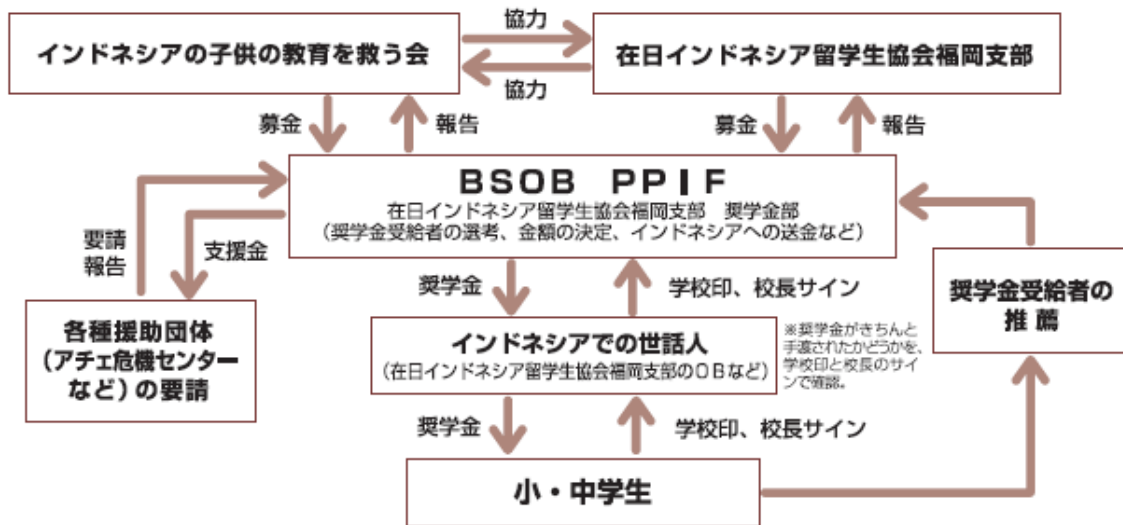 協力
インドネシアの子供の教育を救う会
在日インドネシア留学生協会福岡支部
協力
募金
報告
募金
報告
BSOB PPIF
在日インドネシア留学生協会福岡支部 奨学金部
(奨学金受給者の選考、金額の決定、インドネシアへの送金など)
要請
報告
支援金
奨学金
学校印、校長サイン
奨学金受給者の
推薦
各種援助団体
(アチェ危機センター
など)の要請
インドネシアでの世話人
(在日インドネシア留学生協会福岡支部のOBなど)
※奨学金がきちんと
手渡されたかどうかを、
学校印と校長のサイ
ンで確認。
奨学金
学校印、校長サイン
小・中学生